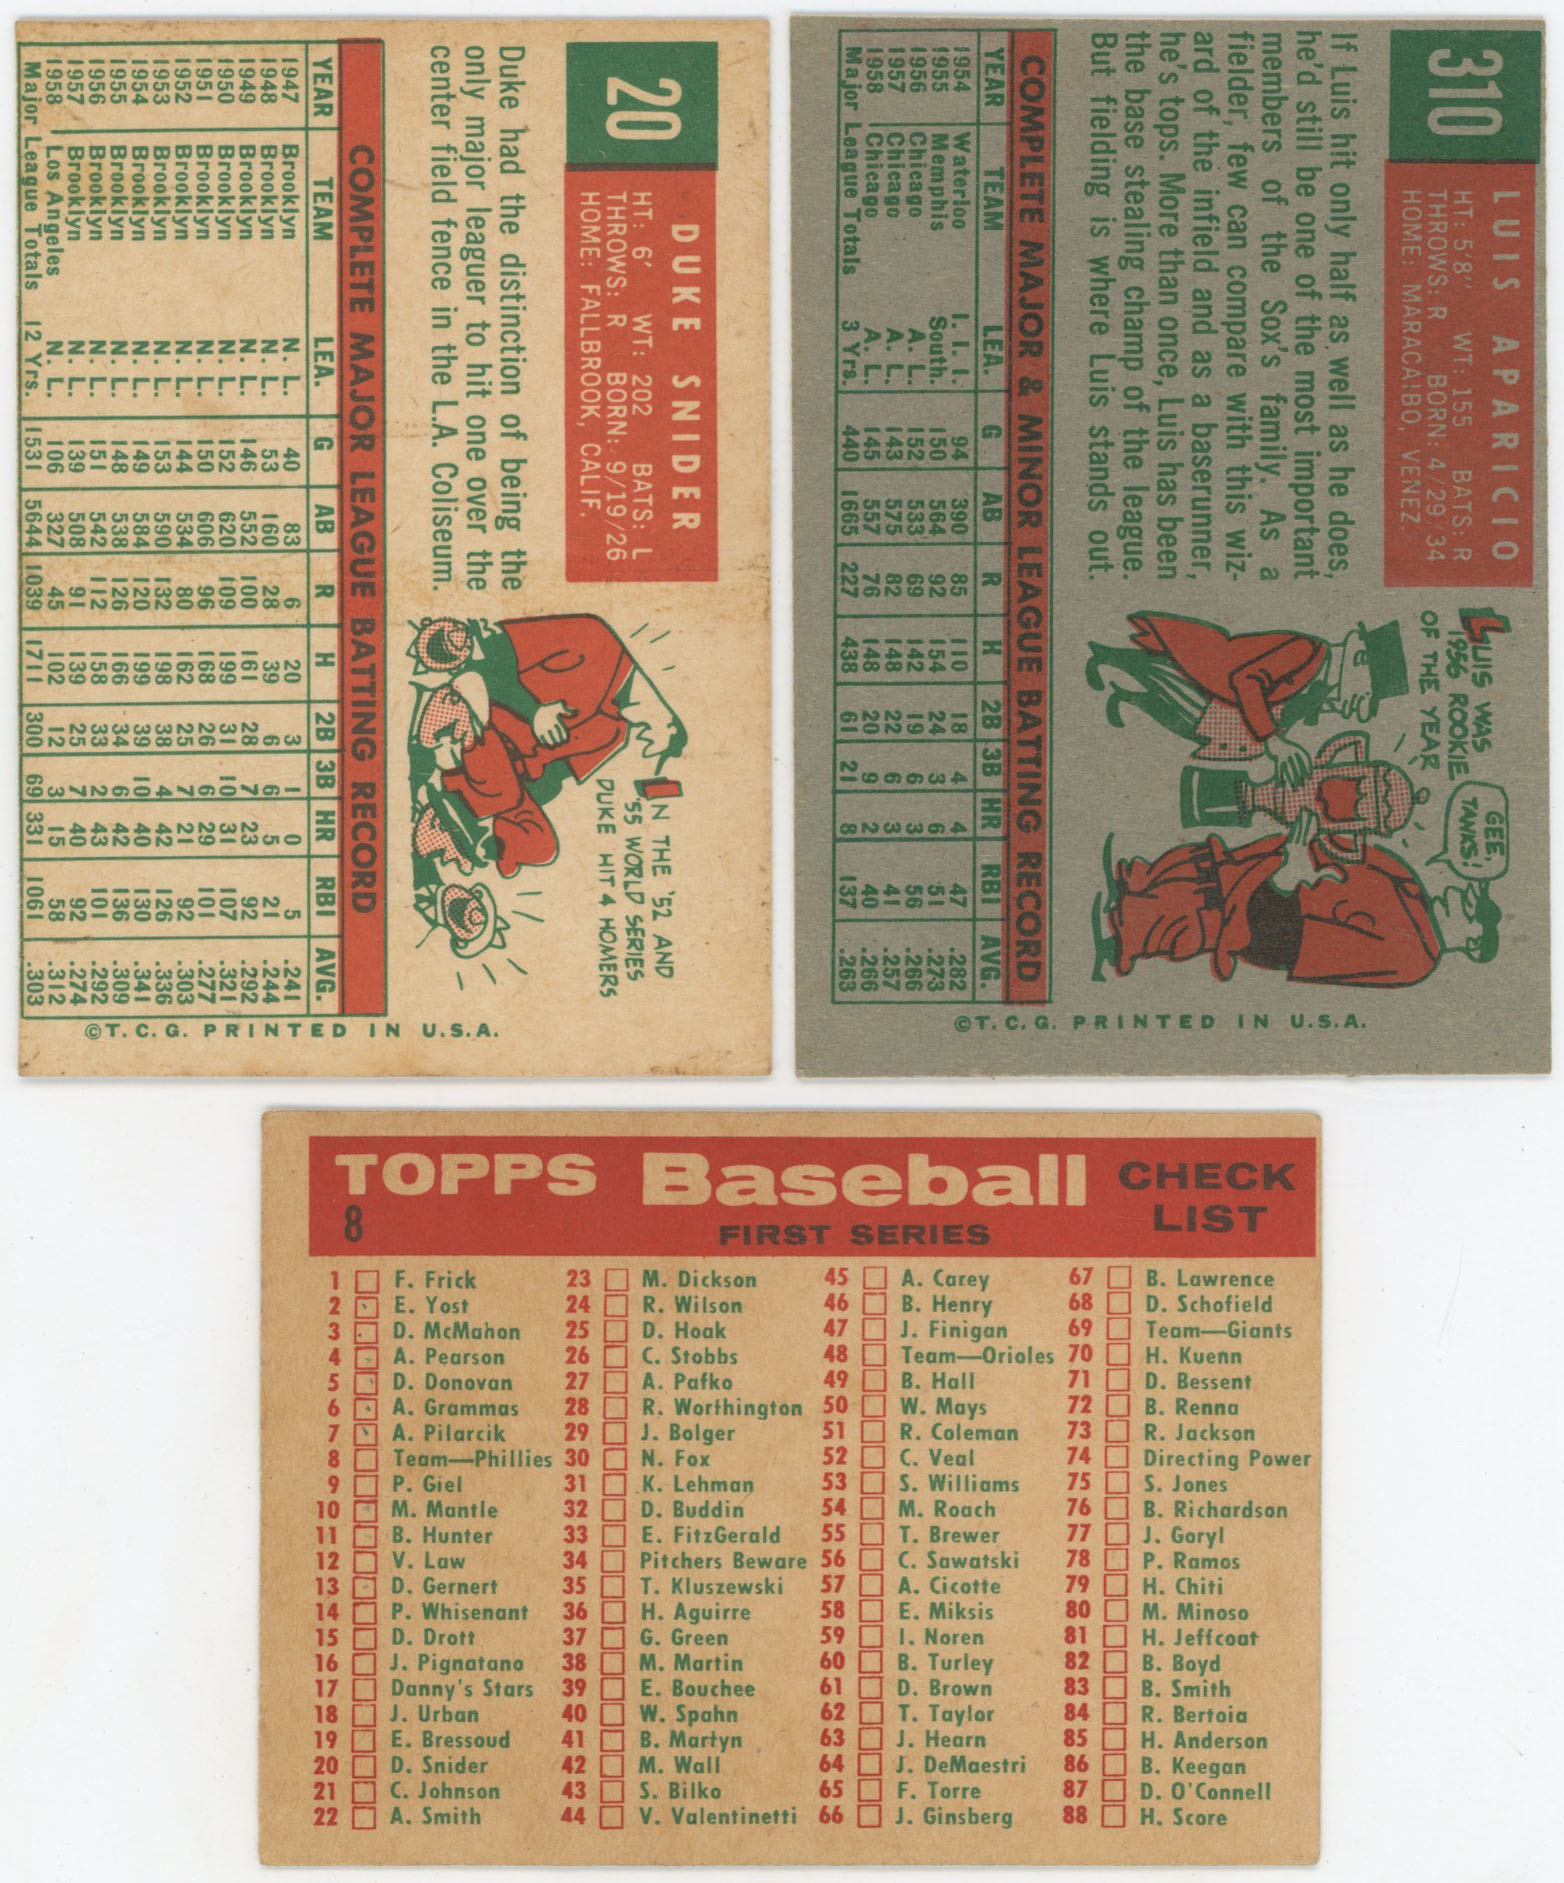 20
DUKE SNIDER
HT: 6' WT: 202 BATS: L
THROWS: R BORN: 9/19/26
HOME: FALLBROOK, CALIF.
Duke had the distinction of being the
only major leaguer to hit one over the
center field fence in the L.A. Coliseum.
IN THE '52 AND
'55 WORLD SERIES
DUKE HIT 4 HOMERS
COMPLETE MAJOR LEAGUE BATTING RECORD
YEAR TEAM LEA. G AB R H 2B 3B HR RBI AVG.
1947 Brooklyn N. L. 40 83 6 20 3 1 0 5 .241
1948 Brooklyn N. L. 53 160 28 39 6 6 5 21 .244
1949 Brooklyn N. L. 146 552 100 161 28 7 23 92 .292
1950 Brooklyn N. L. 152 620 109 199 31 10 31 107 .321
1951 Brooklyn N. L. 150 606 96 168 26 6 29 101 .277
1952 Brooklyn N. L. 144 534 80 162 25 7 21 92 .303
1953 Brooklyn N. L. 153 590 132 198 38 4 42 126 .336
1954 Brooklyn N. L. 149 584 120 199 39 10 40 130 .341
1955 Brooklyn N. L. 148 538 126 166 34 6 42 136 .309
1956 Brooklyn N. L. 151 542 112 158 33 2 43 101 .292
1957 Brooklyn N. L. 139 508 91 139 25 7 40 92 .274
1958 Los Angeles N. L. 106 327 45 102 12 3 15 58 .312
Major League Totals 12 Yrs. 1531 5644 1039 1711 300 69 331 1061 .303
©T.C.G. PRINTED IN U.S.A.
310
LUIS APARICIO
HT: 5'8" WT: 155 BATS: R
THROWS: R BORN: 4/29/34
HOME: MARACAIBO, VENEZ.
If Luis hit only half as well as he does,
he'd still be one of the most important
members of the Sox's family. As a
fielder, few can compare with this wiz-
ard of the infield and as a baserunner,
he's tops. More than once, Luis has been
the base stealing champ of the league.
But fielding is where Luis stands out.
LUIS WAS
1956 ROOKIE
OF THE YEAR
GEE,
TANKS!
COMPLETE MAJOR & MINOR LEAGUE BATTING RECORD
YEAR TEAM LEA. G AB R H 2B 3B HR RBI AVG.
1954 Waterloo I. I. I. 94 390 85 110 18 4 4 47 .282
1955 Memphis South. 150 564 92 154 24 3 6 51 .273
1956 Chicago A. L. 152 533 69 142 19 6 3 56 .266
1957 Chicago A. L. 143 575 82 148 22 6 3 41 .257
1958 Chicago A. L. 145 557 76 148 20 9 2 40 .266
Major League Totals 3 Yrs. 440 1665 227 438 61 21 8 137 .263
©T.C.G. PRINTED IN U.S.A.
TOPPS Baseball CHECK
LIST
8
FIRST SERIES
1 F. Frick
2 E. Yost
3 D. McMahon
4 A. Pearson
5 D. Donovan
6 A. Grammas
7 A. Pilarcik
8 Team—Phillies
9 P. Giel
10 M. Mantle
11 B. Hunter
12 V. Law
13 D. Gernert
14 P. Whisenant
15 D. Drott
16 J. Pignatano
17 Danny's Stars
18 J. Urban
19 E. Bressoud
20 D. Snider
21 C. Johnson
22 A. Smith
23 M. Dickson
24 R. Wilson
25 D. Hoak
26 C. Stobbs
27 A. Pafko
28 R. Worthington
29 J. Bolger
30 N. Fox
31 K. Lehman
32 D. Buddin
33 E. FitzGerald
34 Pitchers Beware
35 T. Kluszewski
36 H. Aguirre
37 G. Green
38 M. Martin
39 E. Bouchee
40 W. Spahn
41 B. Martyn
42 M. Wall
43 S. Bilko
44 V. Valentinetti
45 A. Carey
46 B. Henry
47 J. Finigan
48 Team—Orioles
49 B. Hall
50 W. Mays
51 R. Coleman
52 C. Veal
53 S. Williams
54 M. Roach
55 T. Brewer
56 C. Sawatski
57 A. Cicotte
58 E. Miksis
59 I. Noren
60 B. Turley
61 D. Brown
62 T. Taylor
63 J. Hearn
64 J. DeMaestri
65 F. Torre
66 J. Ginsberg
67 B. Lawrence
68 D. Schofield
69 Team—Giants
70 H. Kuenn
71 D. Bessent
72 B. Renna
73 R. Jackson
74 Directing Power
75 S. Jones
76 B. Richardson
77 J. Goryl
78 P. Ramos
79 H. Chiti
80 M. Minoso
81 H. Jeffcoat
82 B. Boyd
83 B. Smith
84 R. Bertoia
85 H. Anderson
86 B. Keegan
87 D. O'Connell
88 H. Score